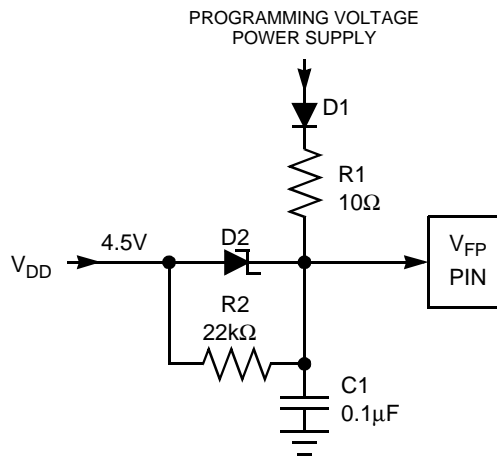 PROGRAMMING VOLTAGE
POWER SUPPLY
D1
R1
10Ω
4.5V
D2
V_DD
V_FP
PIN
R2
22kΩ
C1
0.1µF